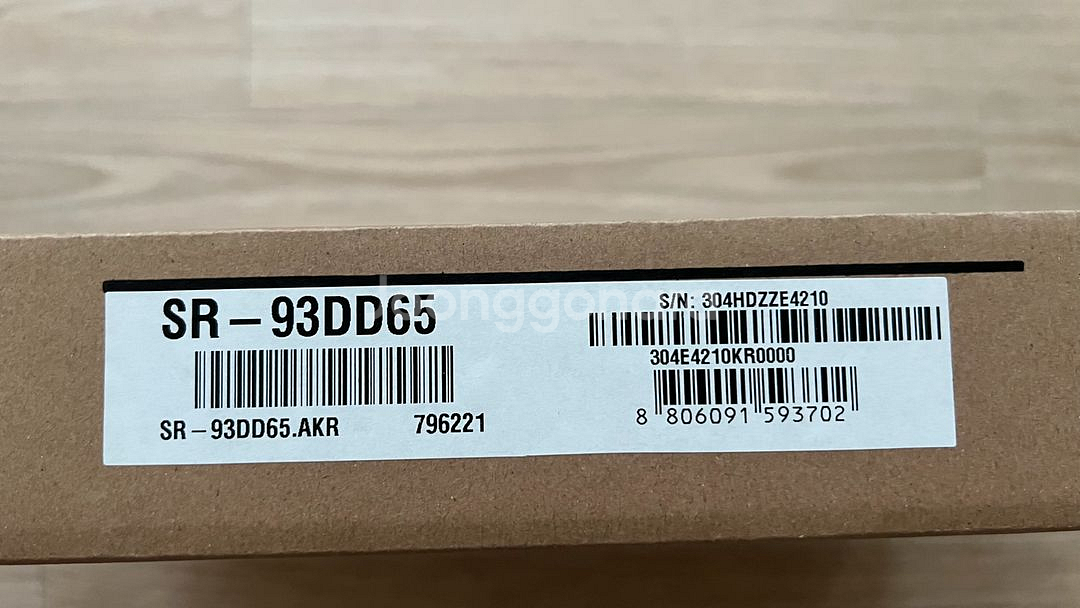 SR-93DD65
SR-93DD65.AKR 796221
S/N: 304HDZZE4210
304E4210KR0000
8 806091 593702